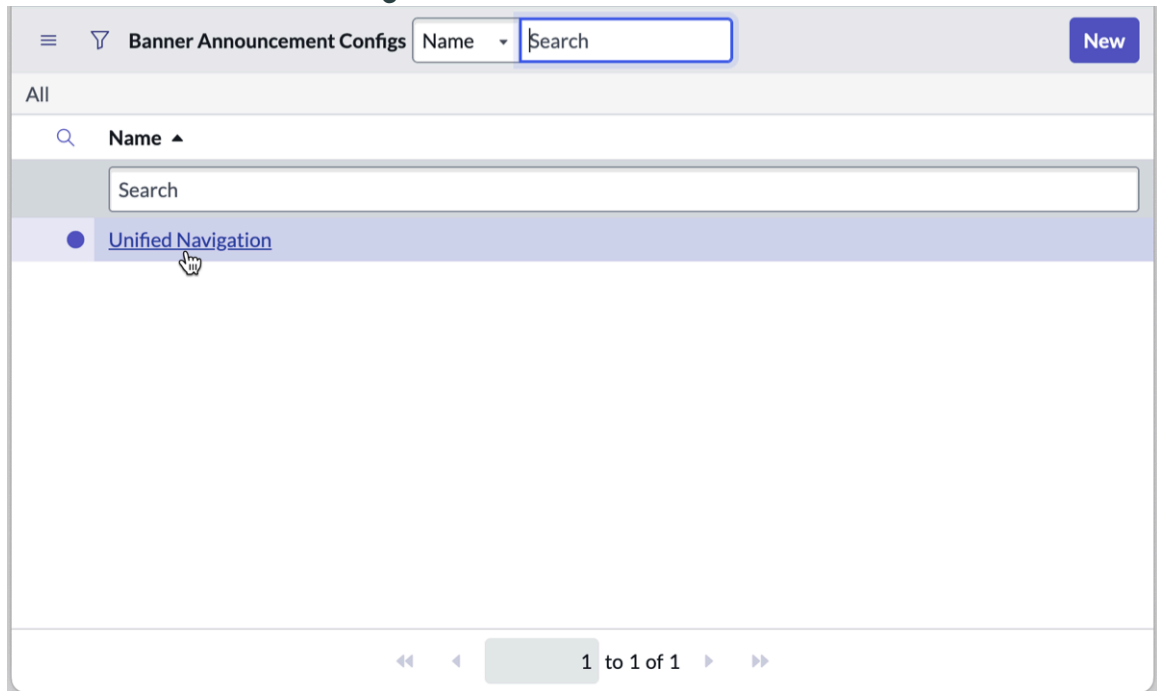 Banner Announcement Configs Name Search New
All
Name
Search
Unified Navigation
1 to 1 of 1